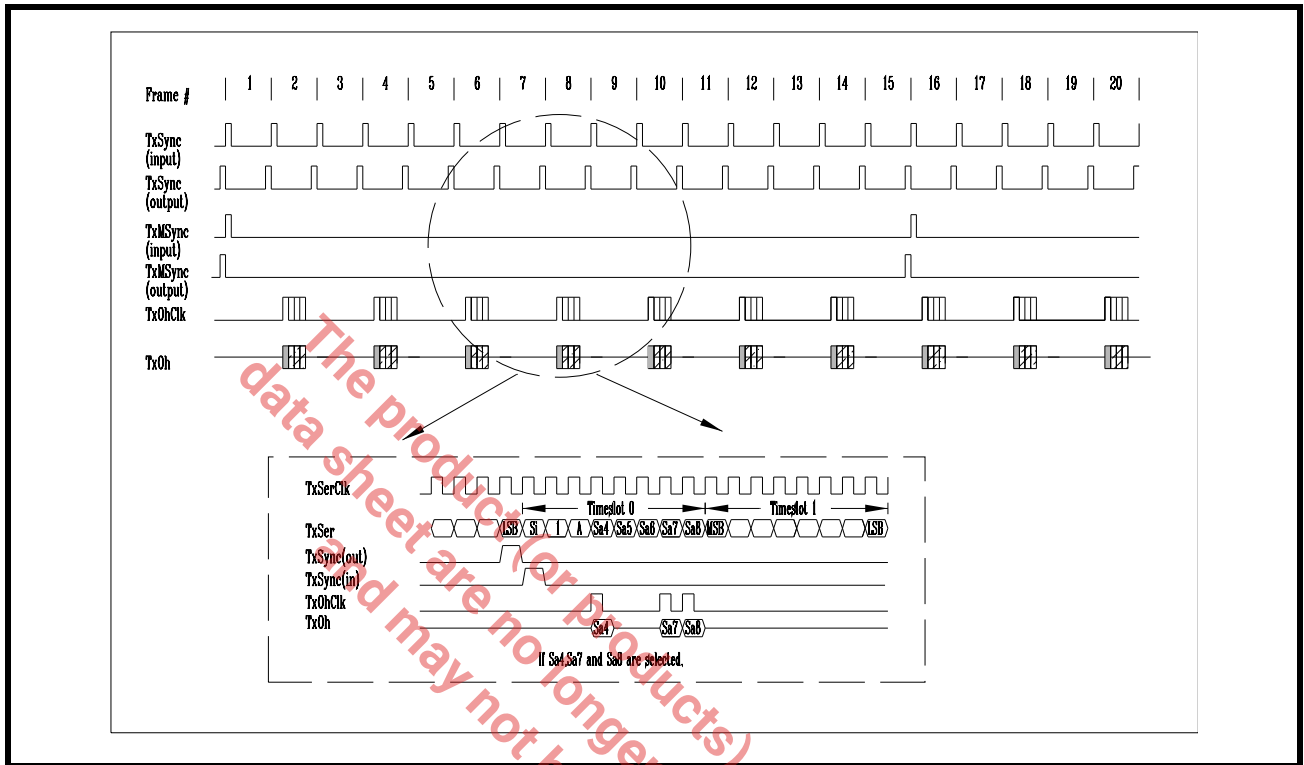 Frame # | 1 | 2 | 3 | 4 | 5 | 6 | 7 | 8 | 9 | 10 | 11 | 12 | 13 | 14 | 15 | 16 | 17 | 18 | 19 | 20 |
TxSync
(input)
TxSync
(output)
TxMSync
(input)
TxMSync
(output)
TxOhClk
TxOh
TxSerClk
Timeslot 0 Timeslot 1
TxSer LSB Si 1 A Sa4 Sa5 Sa6 Sa7 Sa8 MSB LSB
TxSync(out)
TxSync(in)
TxOhClk
TxOh Sa4 Sa7 Sa8
If Sa4,Sa7 and Sa8 are selected.
The product (or products)
data sheet are no longer
and may not b